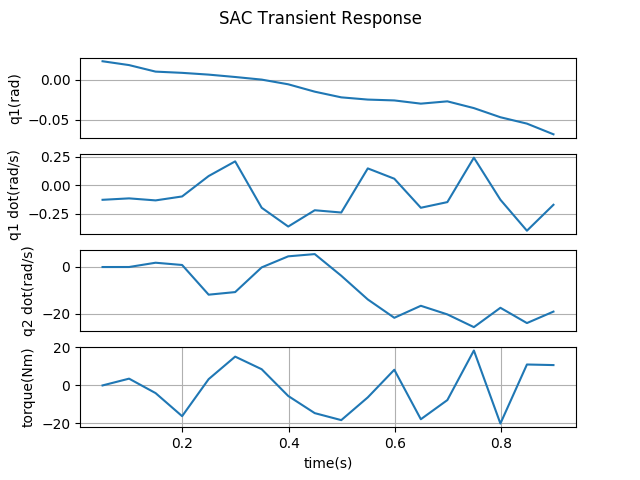 SAC Transient Response
0.00
−0.05
q1(rad)
0.25
0.00
−0.25
q1 dot(rad/s)
0
−20
q2 dot(rad/s)
20
0
−20
torque(Nm)
0.2 0.4 0.6 0.8
time(s)